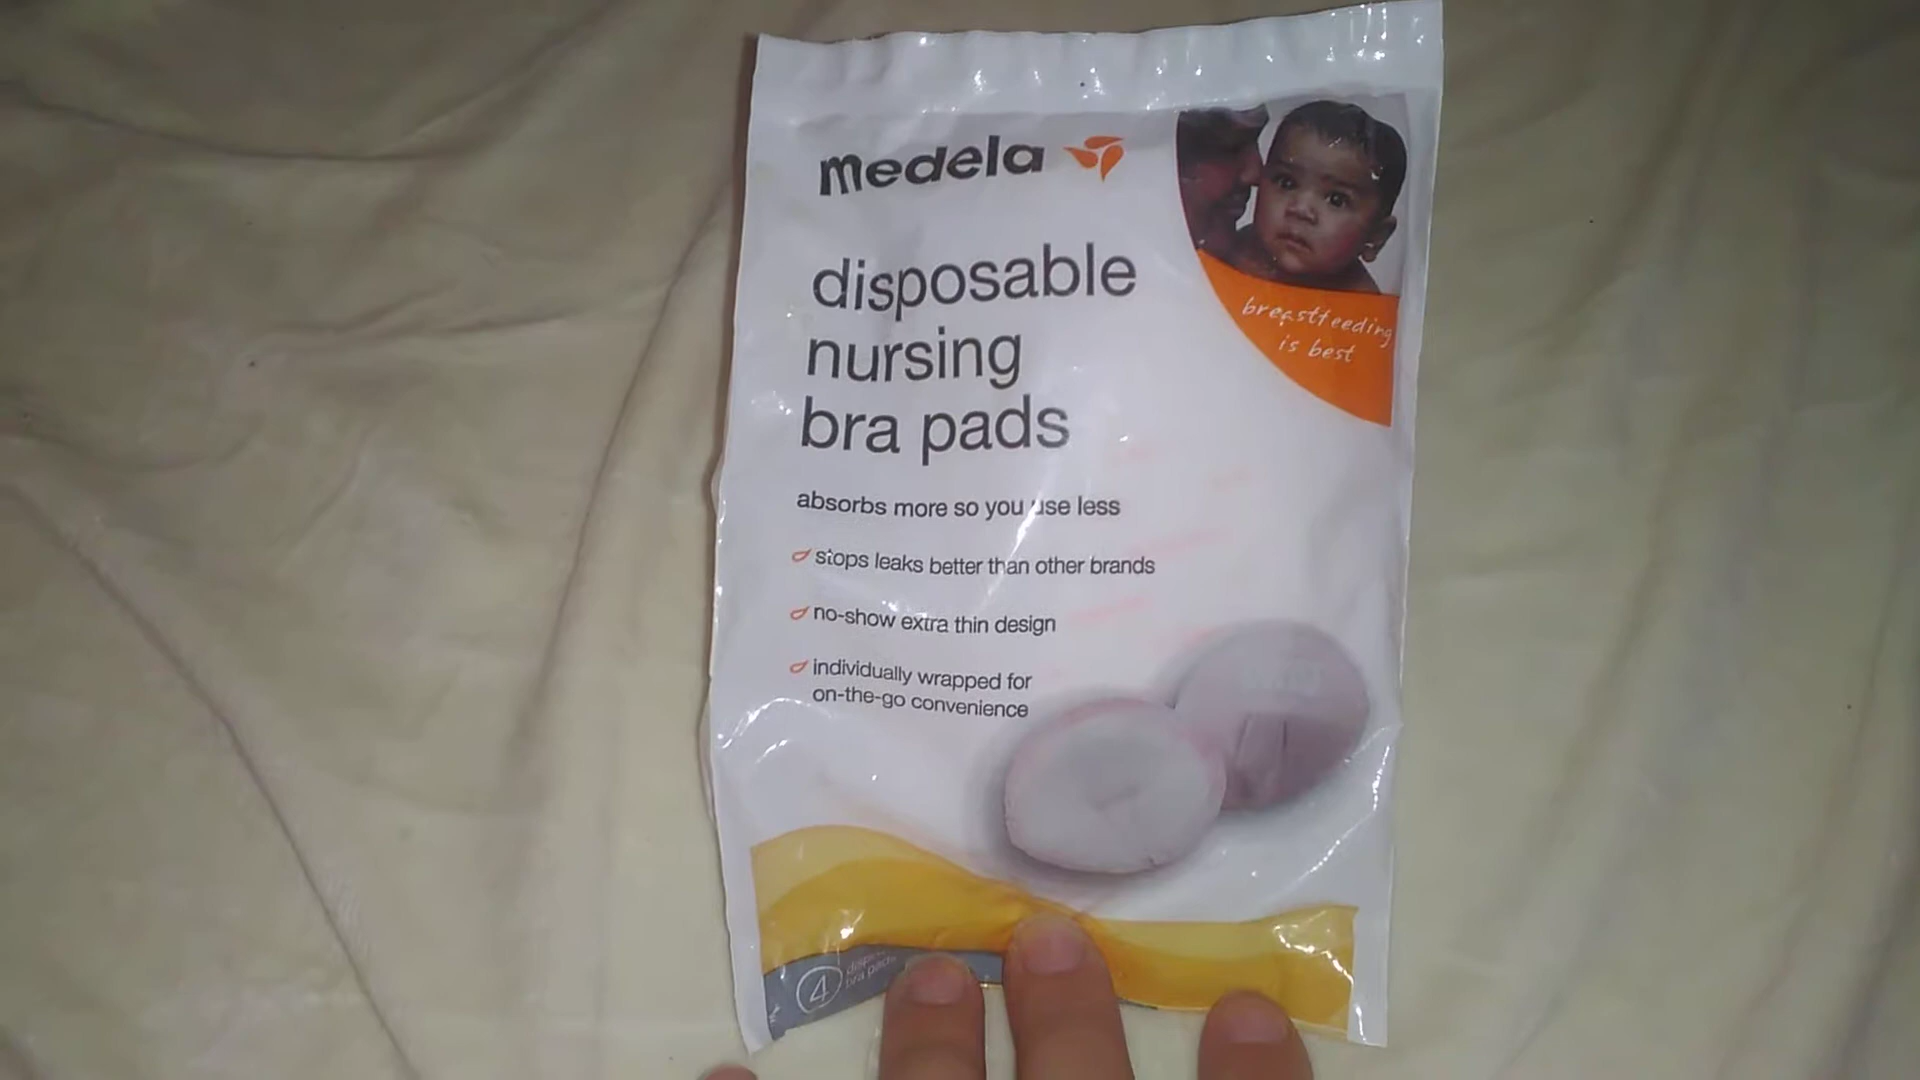 medela
disposable
nursing
bra pads
breastfeeding
is best
absorbs more so you use less
stops leaks better than other brands
no-show extra thin design
individually wrapped for
on-the-go convenience
4
bra pads